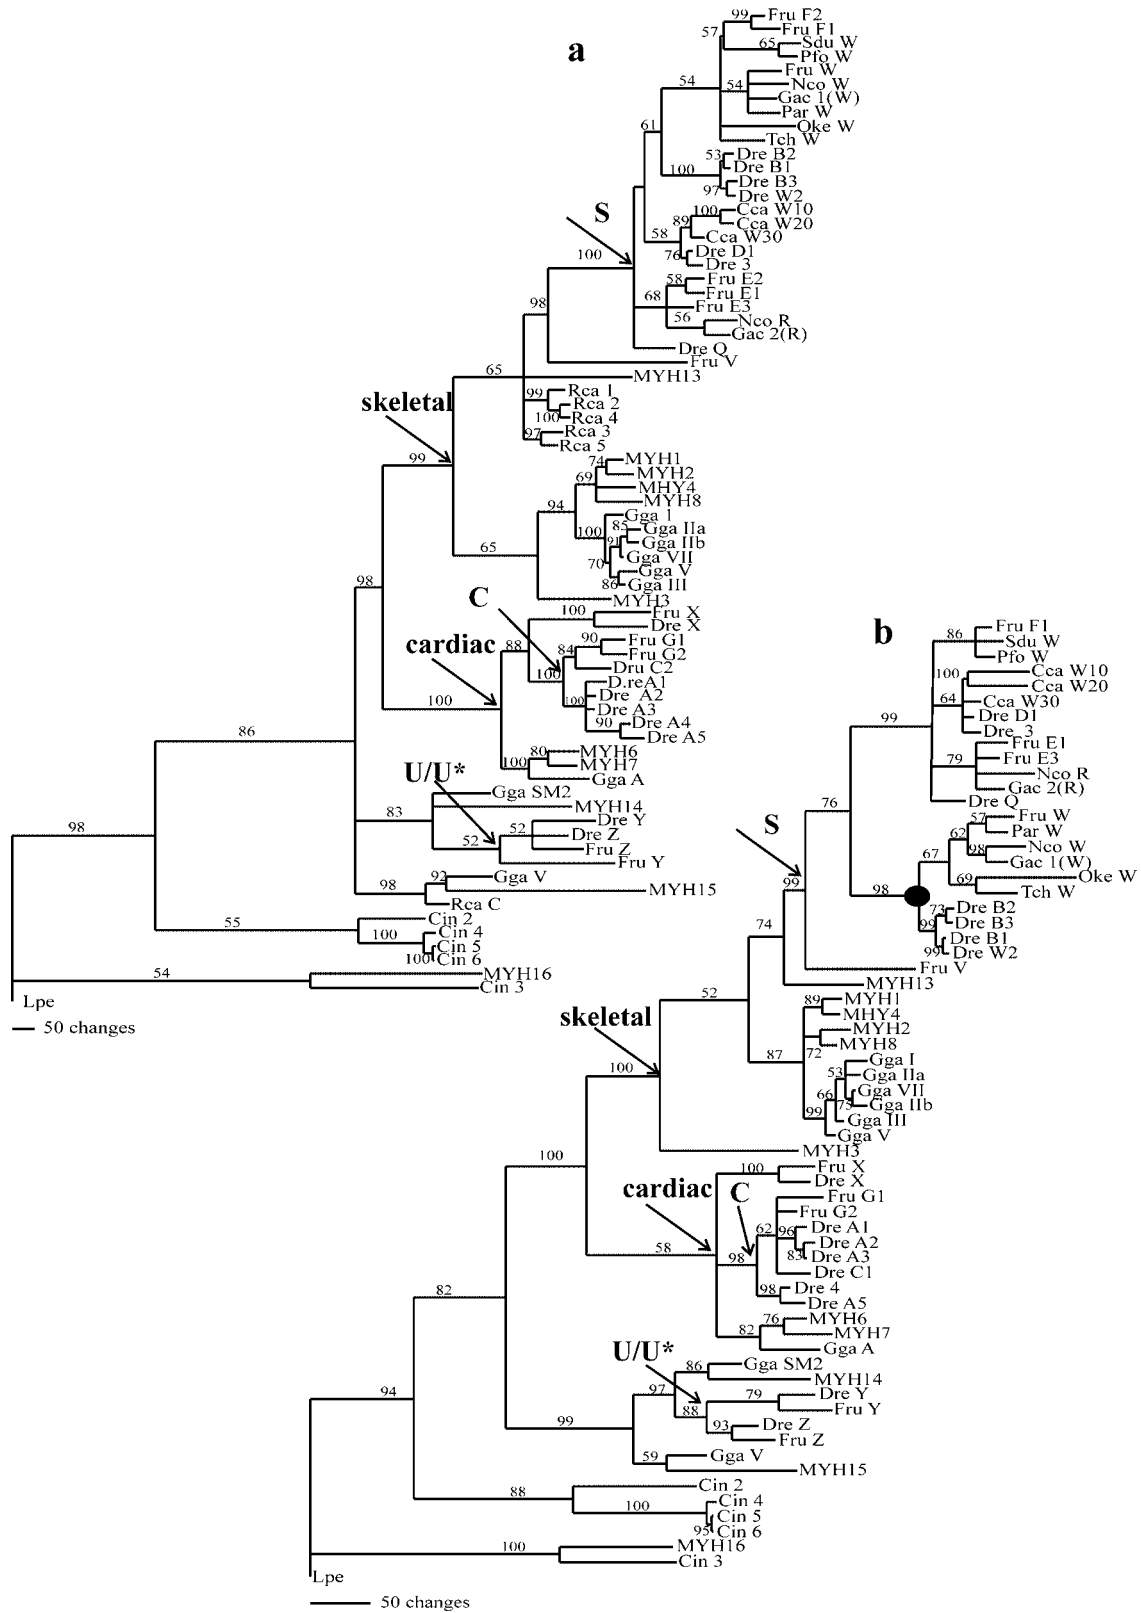 a
99
Fru F2
57
Fru F1
65
Sdu W
Pfo W
54
Fru W
54
Nco W
Gac 1(W)
Par W
61
Oke W
Tch W
53
Dre B2
100
Dre B1
Dre B3
97
Dre W2
100
Cca W10
S
89
Cca W20
58
Cca W30
76
Dre D1
100
Dre 3
58
Fru E2
68
Fru E1
98
Fru E3
56
Nco R
Gac 2(R)
Dre Q
Fru V
65
MYH13
skeletal
99
Rca 1
Rca 2
100
Rca 4
97
Rca 3
Rca 5
99
74
MYH1
MYH2
69
MHY4
94
MYH8
Gga 1
85
Gga IIa
100
91
Gga IIb
65
Gga VII
70
Gga V
86
Gga III
98
C
MYH3
100
Fru X
Dre X
cardiac
88
90
Fru G1
84
Fru G2
100
Dru C2
D.reA1
100
100
Dre A2
Dre A3
90
Dre A4
Dre A5
86
80
MYH6
U/U*
100
MYH7
Gga A
Gga SM2
83
MYH14
52
Dre Y
52
Dre Z
98
Fru Z
Fru Y
92
Gga V
98
MYH15
Rca C
55
Cin 2
100
Cin 4
Cin 5
100
Cin 6
54
MYH16
Cin 3
Lpe
50 changes
b
86
Fru F1
Sdu W
Pfo W
100
Cca W10
Cca W20
64
Cca W30
99
Dre D1
Dre 3
Fru E1
79
Fru E3
Nco R
Gac 2(R)
76
Dre Q
57
Fru W
S
62
Par W
67
98
Nco W
Gac 1(W)
99
98
69
Oke W
Tch W
73
Dre B2
99
Dre B3
74
Dre B1
99
Dre W2
Fru V
MYH13
52
89
MYH1
skeletal
MHY4
MYH2
87
72
MYH8
100
Gga I
53
Gga IIa
66
Gga VII
75
Gga IIb
99
Gga III
Gga V
MYH3
100
100
Fru X
cardiac
C
Dre X
Fru G1
Fru G2
62
96
Dre A1
58
98
Dre A2
83
Dre A3
Dre C1
98
Dre 4
82
Dre A5
76
MYH6
82
MYH7
U/U*
Gga A
86
Gga SM2
97
MYH14
94
88
79
Dre Y
Fru Y
99
93
Dre Z
Fru Z
59
Gga V
MYH15
88
Cin 2
100
Cin 4
Cin 5
95
Cin 6
100
MYH16
Cin 3
Lpe
50 changes